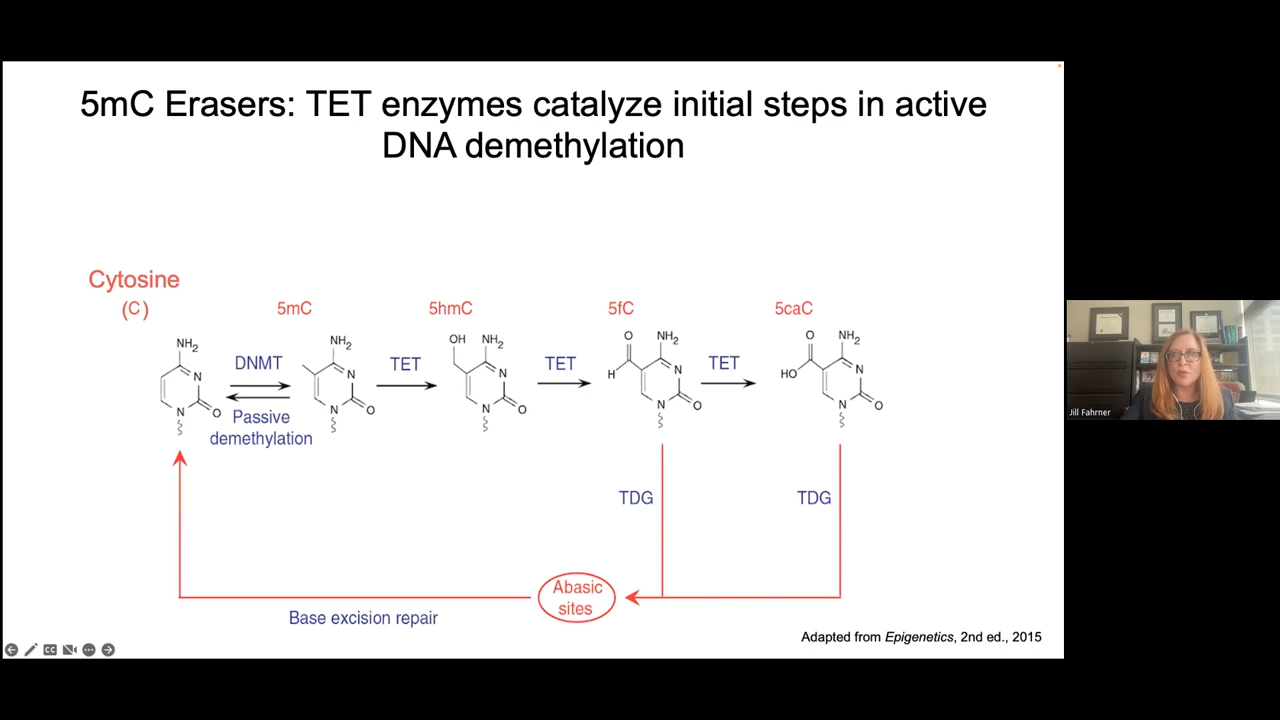 5mC Erasers: TET enzymes catalyze initial steps in active
DNA demethylation
Cytosine
(C)
5mC
5hmC
5fC
5caC
NH2
N
N
O
DNMT
Passive
demethylation
NH2
N
N
O
TET
OH
NH2
N
N
O
TET
O
NH2
H
N
N
O
TET
O
NH2
HO
N
N
O
TDG
TDG
Abasic
sites
Base excision repair
Adapted from Epigenetics, 2nd ed., 2015
CC
Jill Fahrner